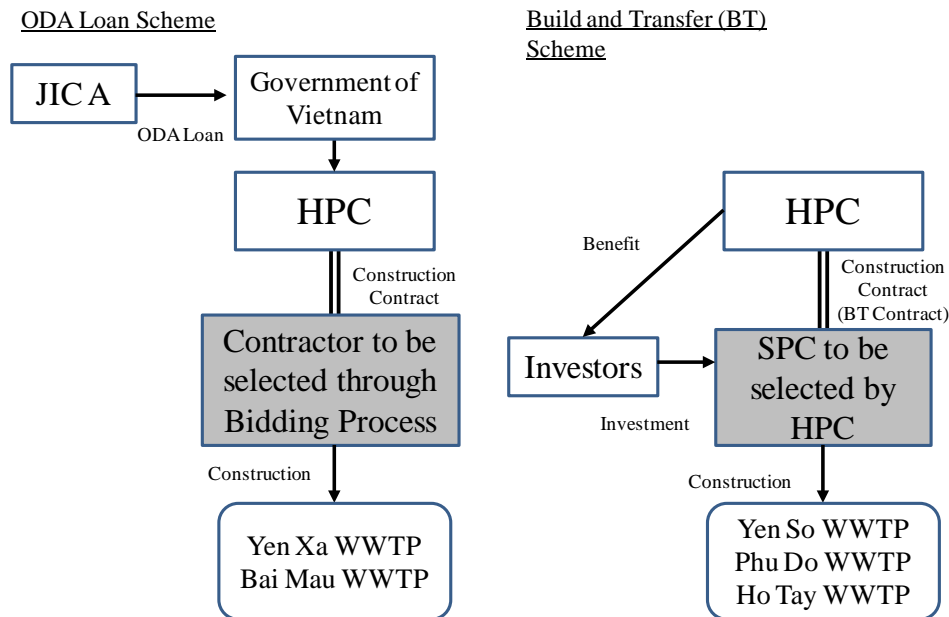 ODA Loan Scheme
JIC A
ODA Loan
Government of
Vietnam
HPC
Construction
Contract
Contractor to be
selected through
Bidding Process
Construction
Yen Xa WWTP
Bai Mau WWTP
Build and Transfer (BT)
Scheme
HPC
Benefit
Construction
Contract
(BT Contract)
Investors
Investment
SPC to be
selected by
HPC
Construction
Yen So WWTP
Phu Do WWTP
Ho Tay WWTP